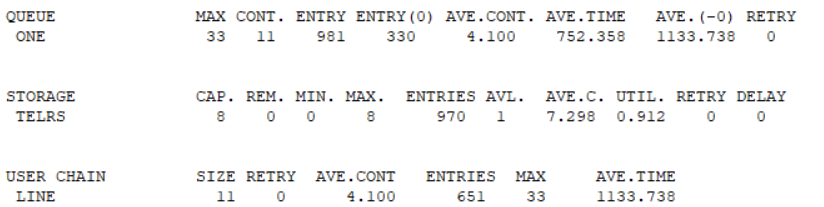 QUEUE MAX CONT. ENTRY ENTRY(0) AVE.CONT. AVE.TIME AVE.(-0) RETRY
ONE 33 11 981 330 4.100 752.358 1133.738 0
STORAGE CAP. REM. MIN. MAX. ENTRIES AVL. AVE.C. UTIL. RETRY DELAY
TELRS 8 0 0 8 970 1 7.298 0.912 0 0
USER CHAIN SIZE RETRY AVE.CONT ENTRIES MAX AVE.TIME
LINE 11 0 4.100 651 33 1133.738